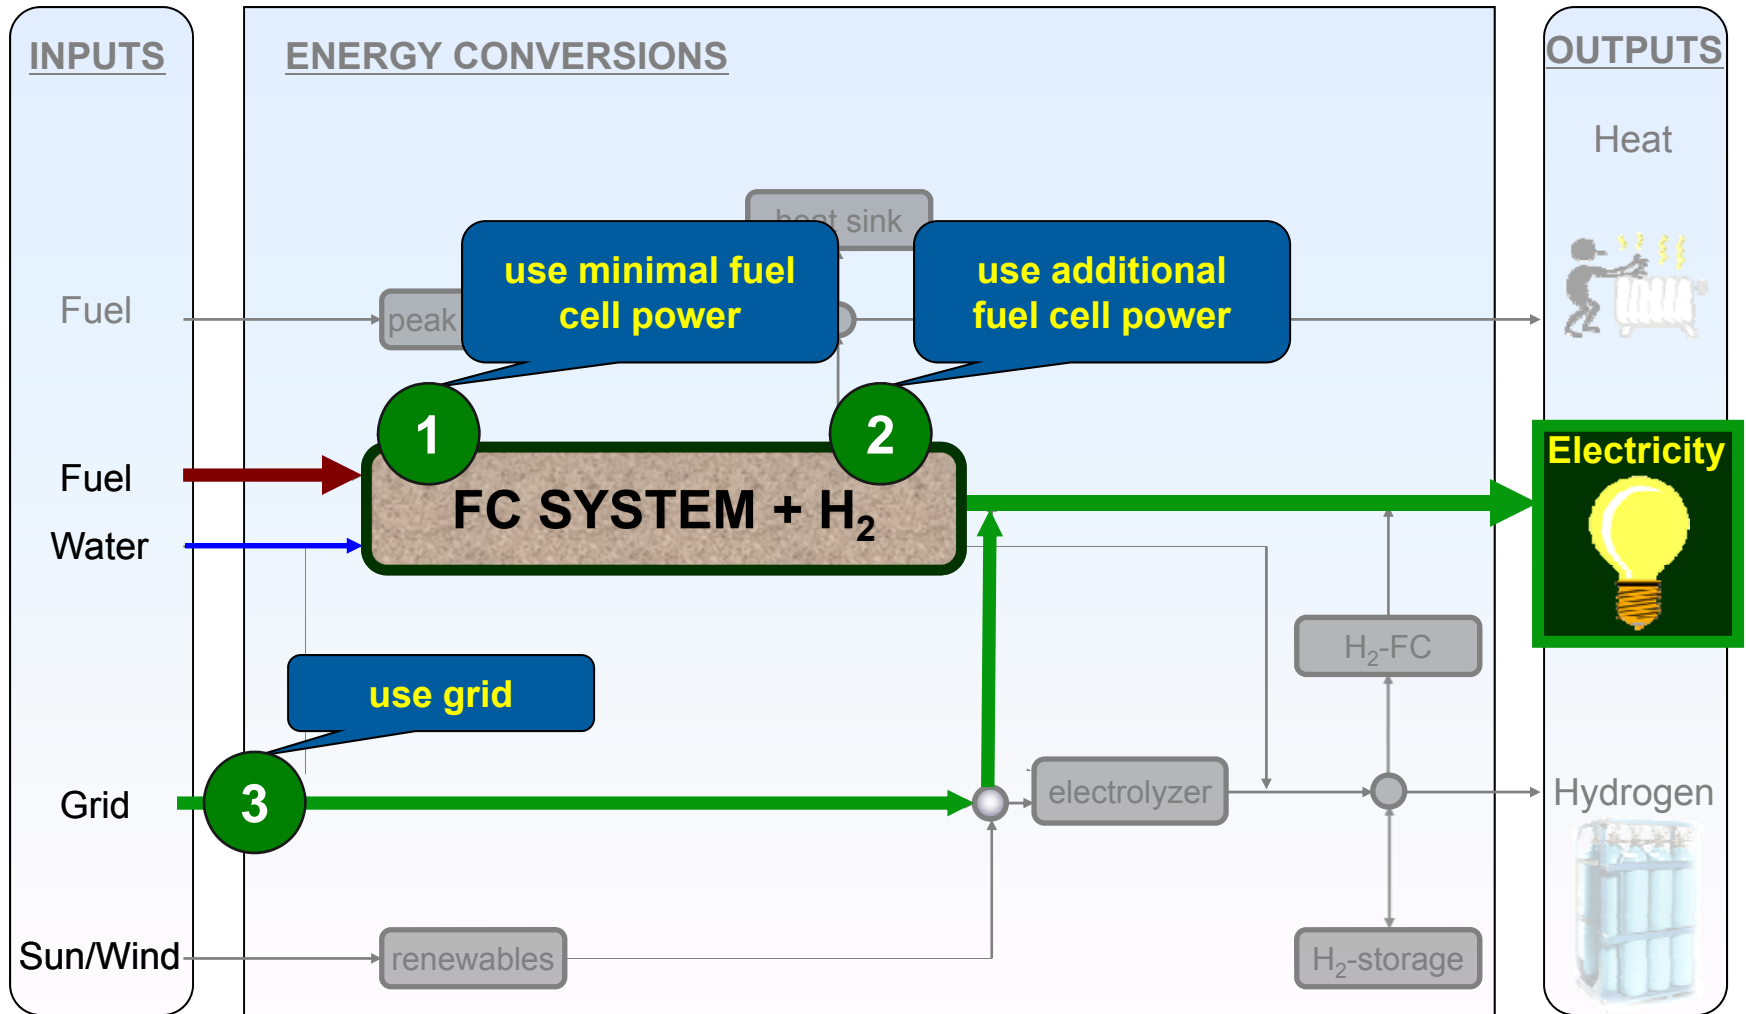 INPUTS
ENERGY CONVERSIONS
OUTPUTS
Heat
heat sink
use minimal fuel
cell power
use additional
fuel cell power
Fuel
peak
1
2
Electricity
Fuel
FC SYSTEM + H₂
Water
H₂-FC
use grid
Grid
3
electrolyzer
Hydrogen
Sun/Wind
renewables
H₂-storage